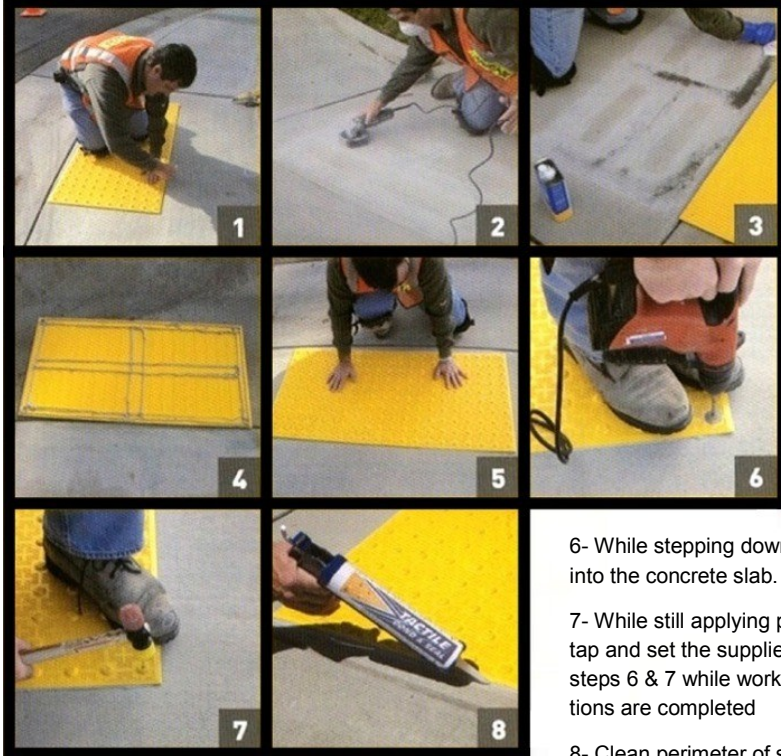 1
2
3
4
5
6
6- While stepping down
into the concrete slab.
7- While still applying p
tap and set the supplie
steps 6 & 7 while work
tions are completed
7
8
TACTILE
BOND & SEAL
8- Clean perimeter of s